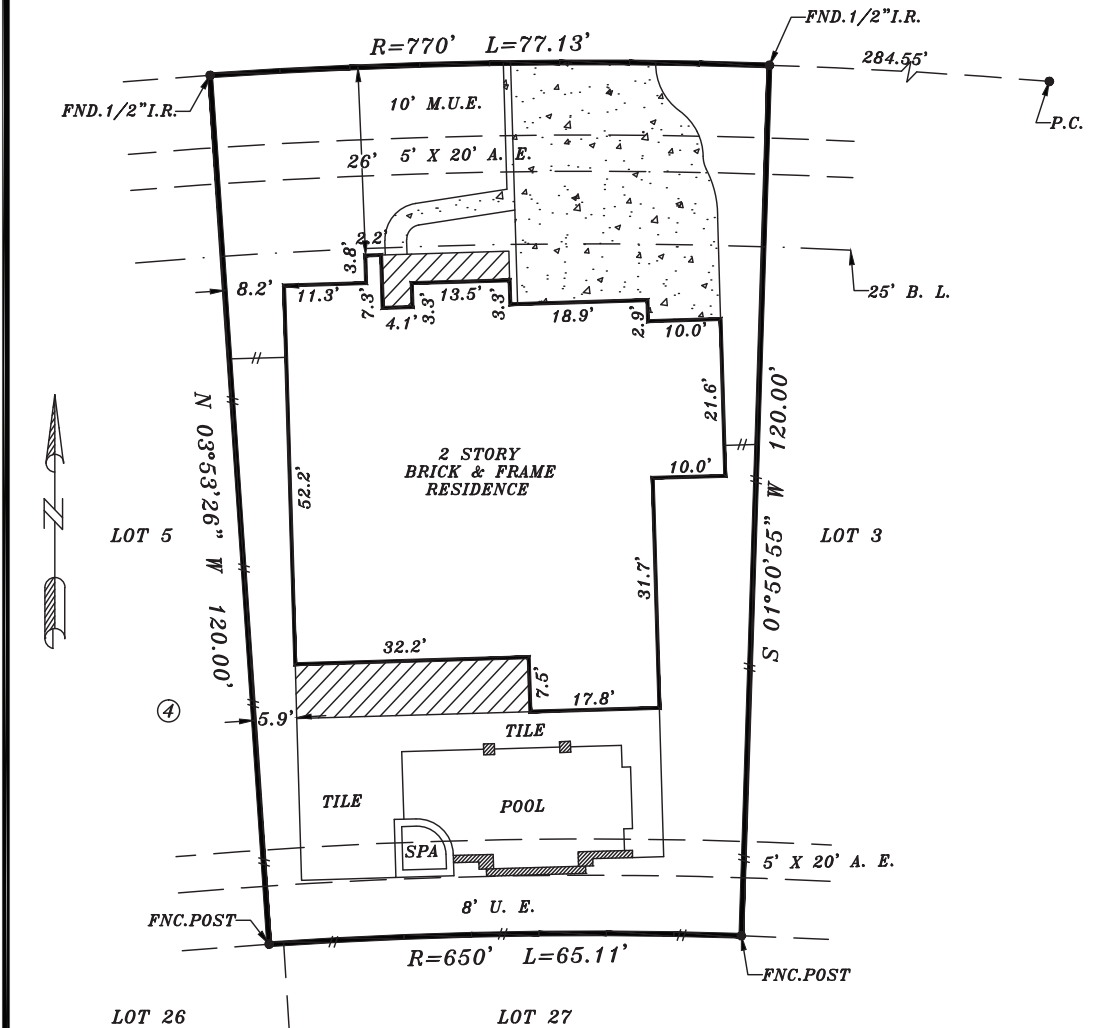 FND.1/2"I.R.
R=770' L=77.13'
284.55'
FND.1/2"I.R.
10' M.U.E.
P.C.
26'
5' X 20' A. E.
2.2'
3.8'
8.2'
11.3'
7.3'
4.1'
3.3'
13.5'
3.3'
18.9'
2.9'
10.0'
25' B. L.
21.6'
N 03°53'26" W 120.00'
52.2'
2 STORY
BRICK & FRAME
RESIDENCE
10.0'
S 01°50'55" W 120.00'
N
LOT 5
LOT 3
31.7'
32.2'
7.5'
17.8'
4
5.9'
TILE
TILE
POOL
SPA
5' X 20' A. E.
8' U. E.
FNC.POST
R=650' L=65.11'
FNC.POST
LOT 26
LOT 27